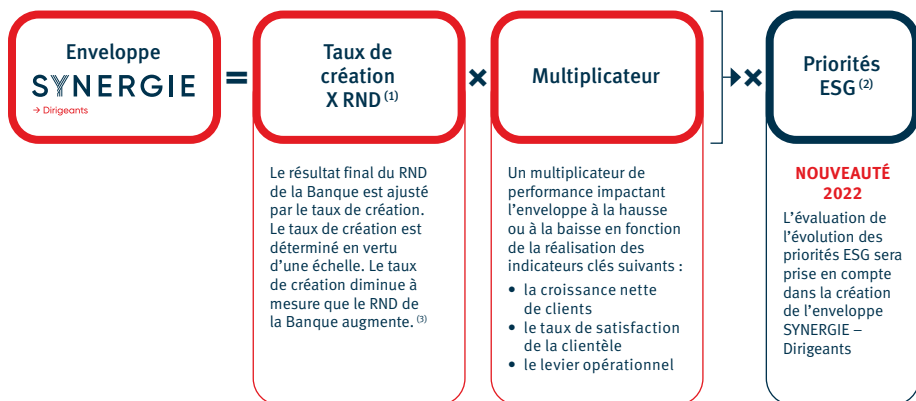 Enveloppe
SYNERGIE
→ Dirigeants
=
Taux de
création
X RND (1)
×
Multiplicateur
×
Priorités
ESG (2)
Le résultat final du RND
de la Banque est ajusté
par le taux de création.
Le taux de création est
déterminé en vertu
d’une échelle. Le taux
de création diminue à
mesure que le RND de
la Banque augmente. (3)
Un multiplicateur de
performance impactant
l’enveloppe à la hausse
ou à la baisse en fonction
de la réalisation des
indicateurs clés suivants :
• la croissance nette
de clients
• le taux de satisfaction
de la clientèle
• le levier opérationnel
NOUVEAUTÉ
2022
L’évaluation de
l’évolution des
priorités ESG sera
prise en compte
dans la création
de l’enveloppe
SYNERGIE –
Dirigeants